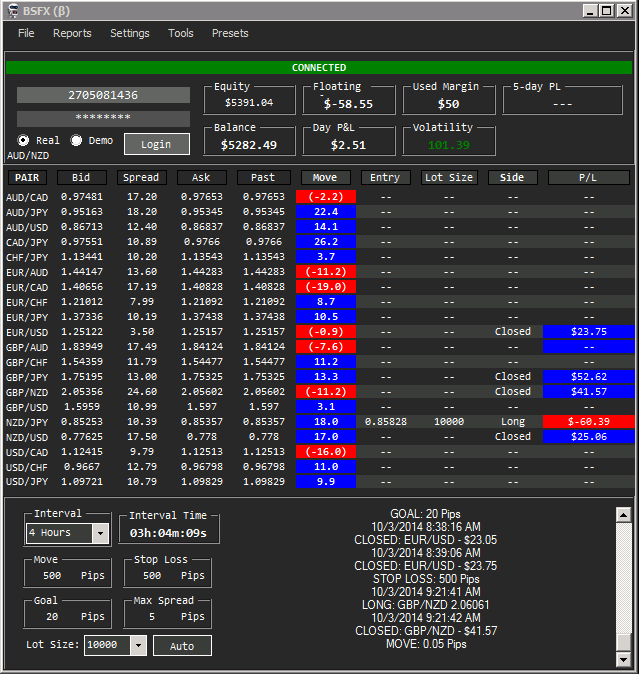 BSFX (β)
File Reports Settings Tools Presets
CONNECTED
2705081436
********
Real Demo Login
AUD/NZD
Equity
$5391.04
Floating
$-58.55
Used Margin
$50
5-day PL
---
Balance
$5282.49
Day P&L
$2.51
Volatility
101.39
PAIR Bid Spread Ask Past Move Entry Lot Size Side P/L
AUD/CAD 0.97481 17.20 0.97653 0.97653 (-2.2) -- -- -- --
AUD/JPY 0.95163 18.20 0.95345 0.95345 22.4 -- -- -- --
AUD/USD 0.86713 12.40 0.86837 0.86837 14.1 -- -- -- --
CAD/JPY 0.97551 10.89 0.9766 0.9766 26.2 -- -- -- --
CHF/JPY 1.13441 10.20 1.13543 1.13543 3.7 -- -- -- --
EUR/AUD 1.44147 13.60 1.44283 1.44283 (-11.2) -- -- -- --
EUR/CAD 1.40656 17.19 1.40828 1.40828 (-19.0) -- -- -- --
EUR/CHF 1.21012 7.99 1.21092 1.21092 8.7 -- -- -- --
EUR/JPY 1.37336 10.19 1.37438 1.37438 10.5 -- -- -- --
EUR/USD 1.25122 3.50 1.25157 1.25157 (-0.9) -- -- Closed $23.75
GBP/AUD 1.83949 17.49 1.84124 1.84124 (-7.6) -- -- -- --
GBP/CHF 1.54359 11.79 1.54477 1.54477 11.2 -- -- -- --
GBP/JPY 1.75195 13.00 1.75325 1.75325 13.3 -- -- Closed $52.62
GBP/NZD 2.05356 24.60 2.05602 2.05602 (-11.2) -- -- Closed $41.57
GBP/USD 1.5959 10.99 1.597 1.597 3.1 -- -- -- --
NZD/JPY 0.85253 10.39 0.85357 0.85357 18.0 0.85828 10000 Long $-60.39
NZD/USD 0.77625 17.50 0.778 0.778 17.0 -- -- Closed $25.06
USD/CAD 1.12415 9.79 1.12513 1.12513 (-16.0) -- -- -- --
USD/CHF 0.9667 12.79 0.96798 0.96798 11.0 -- -- -- --
USD/JPY 1.09721 10.79 1.09829 1.09829 9.9 -- -- -- --
Interval
4 Hours
Interval Time
03h:04m:09s
Move
500 Pips
Stop Loss
500 Pips
Goal
20 Pips
Max Spread
5 Pips
Lot Size: 10000 Auto
GOAL: 20 Pips
10/3/2014 8:38:16 AM
CLOSED: EUR/USD - $23.05
10/3/2014 8:39:06 AM
CLOSED: EUR/USD - $23.75
STOP LOSS: 500 Pips
10/3/2014 9:21:41 AM
LONG: GBP/NZD 2.06061
10/3/2014 9:21:42 AM
CLOSED: GBP/NZD - $41.57
MOVE: 0.05 Pips